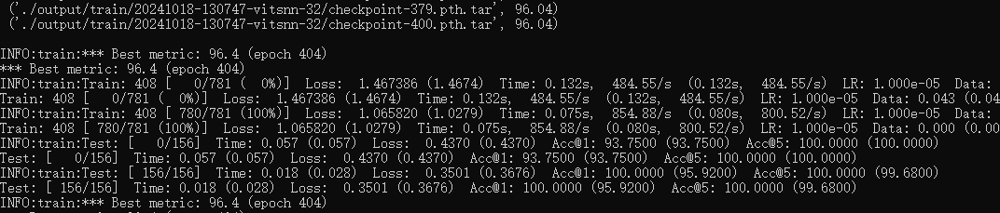 ('./output/train/20241018-130747-vitsnn-32/checkpoint-379.pth.tar', 96.04)
('./output/train/20241018-130747-vitsnn-32/checkpoint-400.pth.tar', 96.04)
INFO:train:*** Best metric: 96.4 (epoch 404)
*** Best metric: 96.4 (epoch 404)
INFO:train:Train: 408 [   0/781 (  0%)]  Loss:  1.467386 (1.4674)  Time: 0.132s,  484.55/s  (0.132s,  484.55/s)  LR: 1.000e-05  Data:
Train: 408 [   0/781 (  0%)]  Loss:  1.467386 (1.4674)  Time: 0.132s,  484.55/s  (0.132s,  484.55/s)  LR: 1.000e-05  Data: 0.043 (0.04
INFO:train:Train: 408 [ 780/781 (100%)]  Loss:  1.065820 (1.0279)  Time: 0.075s,  854.88/s  (0.080s,  800.52/s)  LR: 1.000e-05  Data:
Train: 408 [ 780/781 (100%)]  Loss:  1.065820 (1.0279)  Time: 0.075s,  854.88/s  (0.080s,  800.52/s)  LR: 1.000e-05  Data: 0.000 (0.00
INFO:train:Test: [   0/156]  Time: 0.057 (0.057)  Loss:  0.4370 (0.4370)  Acc@1: 93.7500 (93.7500)  Acc@5: 100.0000 (100.0000)
Test: [   0/156]  Time: 0.057 (0.057)  Loss:  0.4370 (0.4370)  Acc@1: 93.7500 (93.7500)  Acc@5: 100.0000 (100.0000)
INFO:train:Test: [ 156/156]  Time: 0.018 (0.028)  Loss:  0.3501 (0.3676)  Acc@1: 100.0000 (95.9200)  Acc@5: 100.0000 (99.6800)
Test: [ 156/156]  Time: 0.018 (0.028)  Loss:  0.3501 (0.3676)  Acc@1: 100.0000 (95.9200)  Acc@5: 100.0000 (99.6800)
INFO:train:*** Best metric: 96.4 (epoch 404)